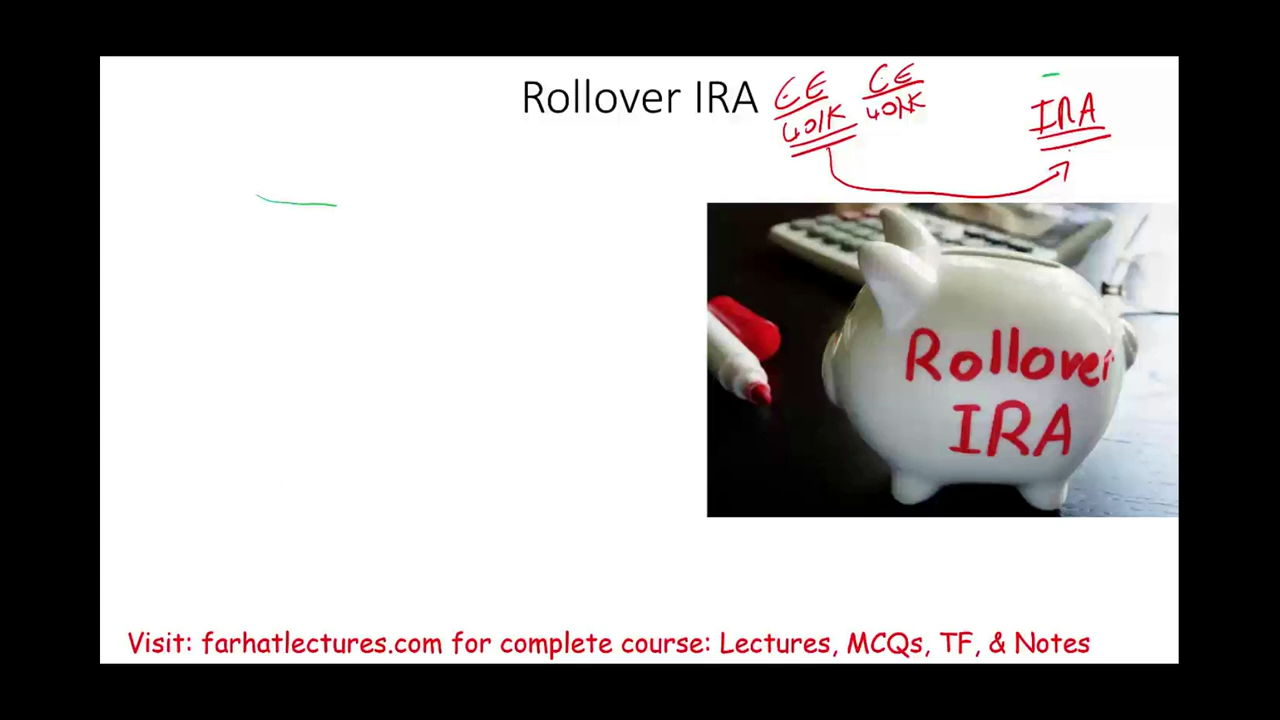 Rollover IRA
CE CE
401K 401K
IRA
Rollover
IRA
Visit: farhatlectures.com for complete course: Lectures, MCQs, TF, & Notes